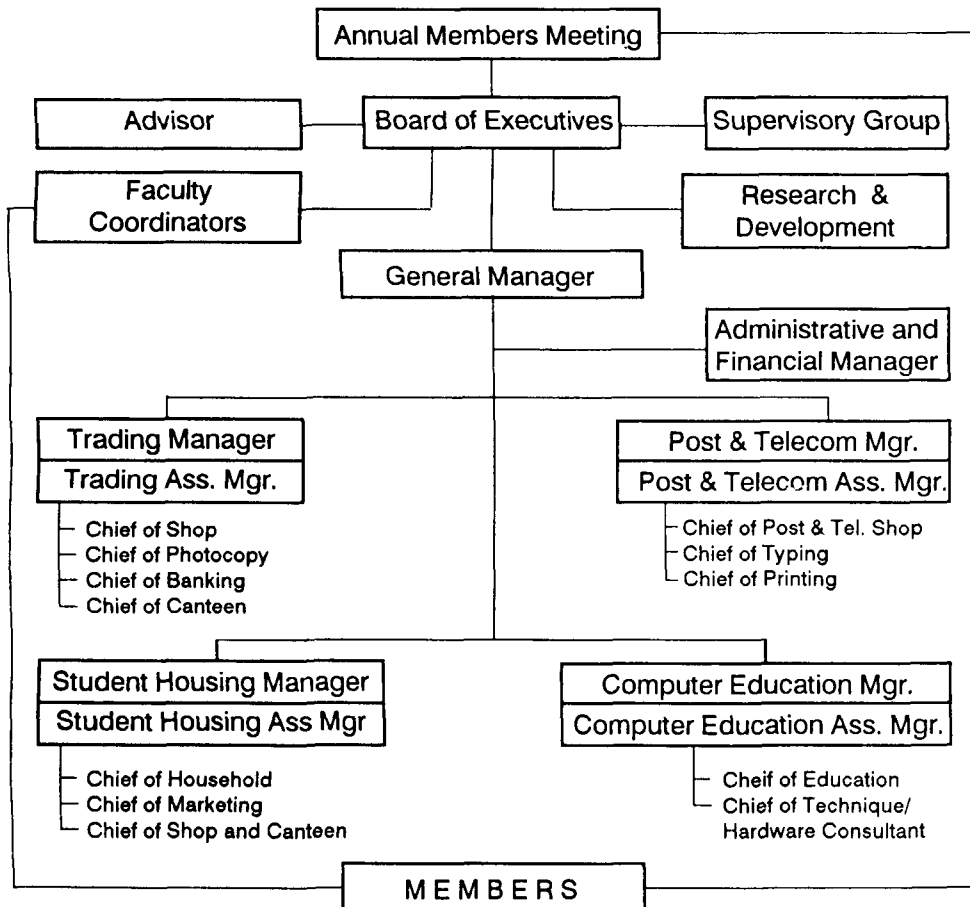 Annual Members Meeting
Advisor
Board of Executives
Supervisory Group
Faculty
Coordinators
Research &
Development
General Manager
Administrative and
Financial Manager
Trading Manager
Trading Ass. Mgr.
Chief of Shop
Chief of Photocopy
Chief of Banking
Chief of Canteen
Post & Telecom Mgr.
Post & Telecom Ass. Mgr.
Chief of Post & Tel. Shop
Chief of Typing
Chief of Printing
Student Housing Manager
Student Housing Ass Mgr
Chief of Household
Chief of Marketing
Chief of Shop and Canteen
Computer Education Mgr.
Computer Education Ass. Mgr.
Cheif of Education
Chief of Technique/
Hardware Consultant
MEMBERS